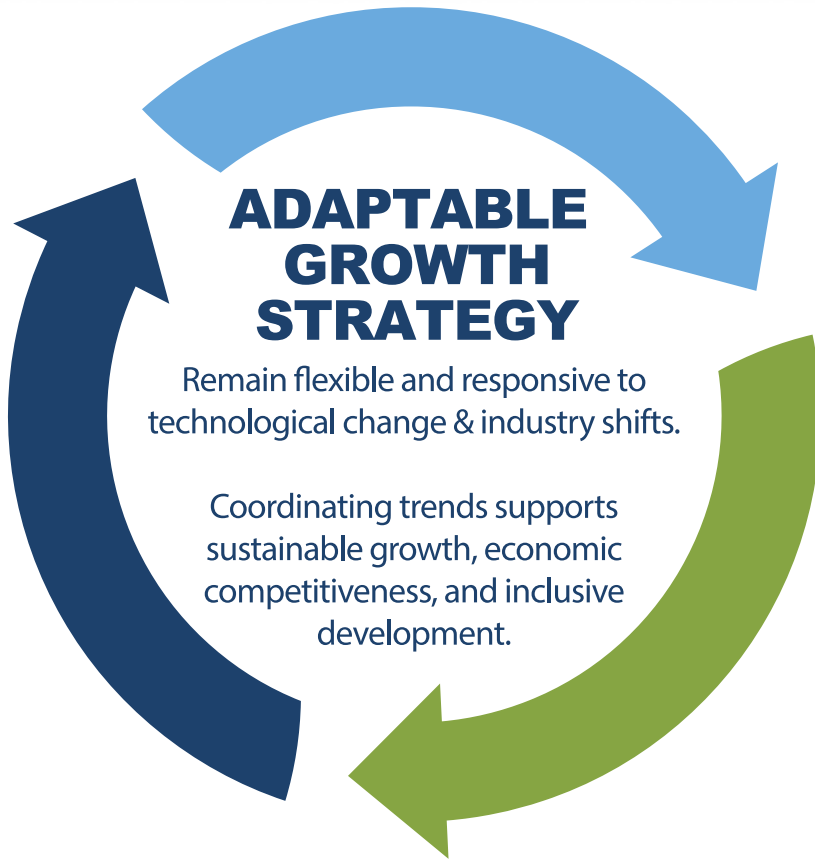 ADAPTABLE
GROWTH
STRATEGY
Remain flexible and responsive to
technological change & industry shifts.
Coordinating trends supports
sustainable growth, economic
competitiveness, and inclusive
development.